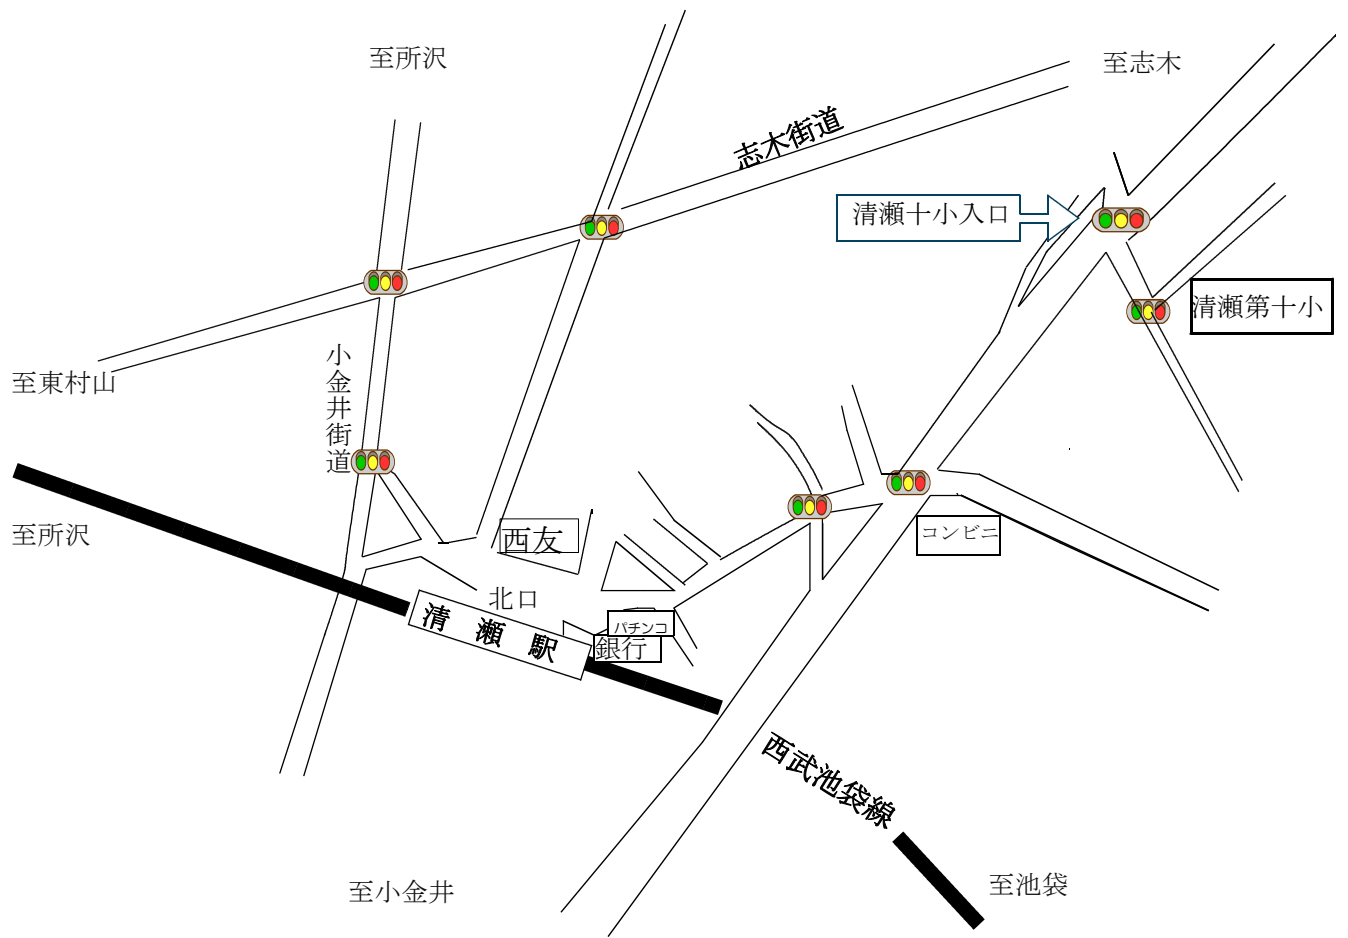 至所沢
至志木
志木街道
清瀬十小入口
清瀬第十小
小金井街道
至東村山
至所沢
西友
コンビニ
北口
清瀬駅
パチンコ
銀行
西武池袋線
至小金井
至池袋